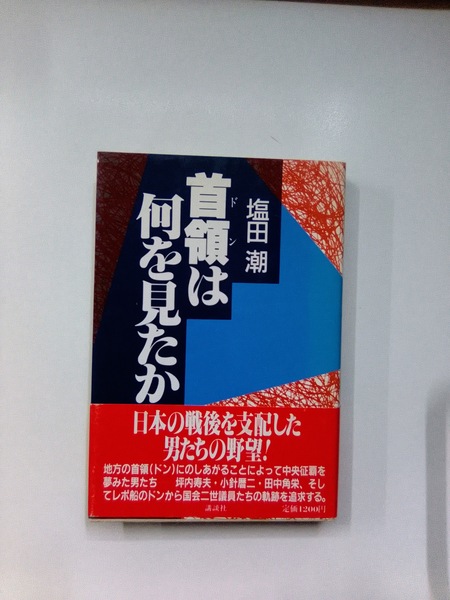 塩田 潮
首領は
ドン
何を見たか
日本の戦後を支配した
男たちの野望!
地方の首領(ドン)にのしあがることによって中央征覇を
夢みた男たち 坪内寿夫・小針暦二・田中角栄、そし
てレポ船のドンから国会二世議員たちの軌跡を追求する。
講談社
定価1200円